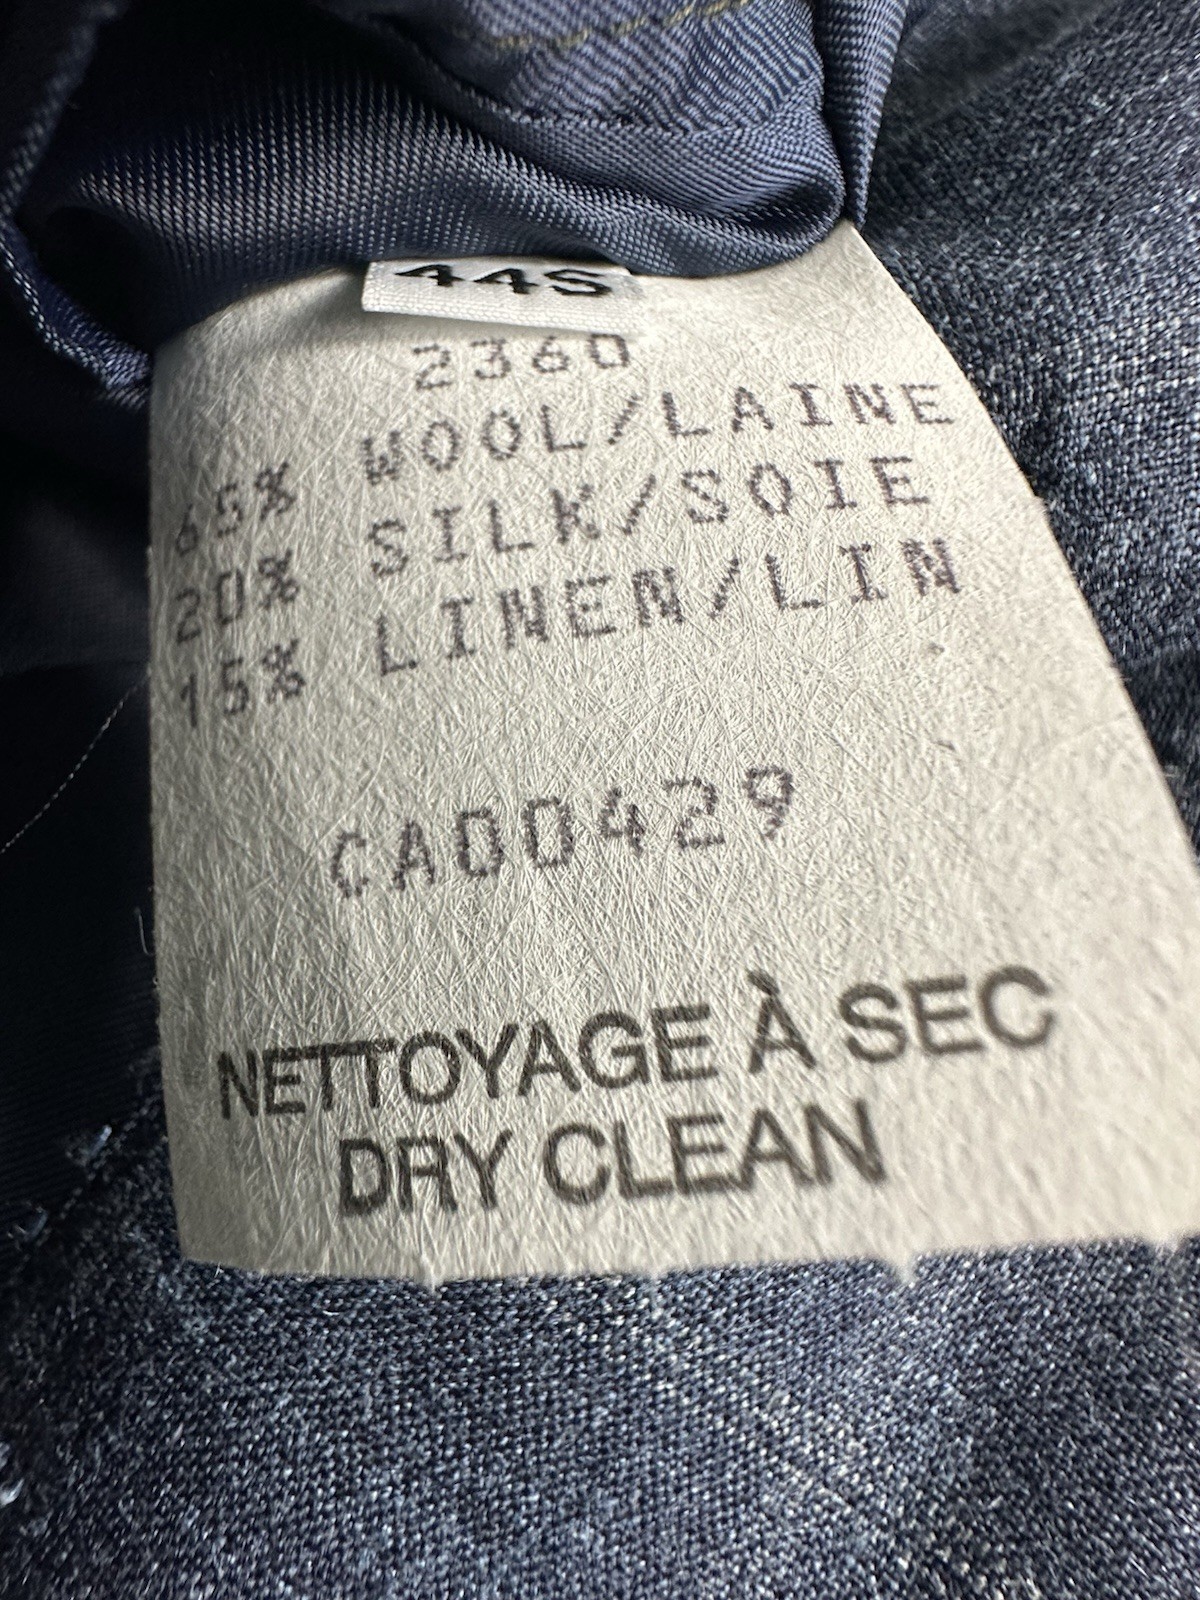 44S
2360
65% WOOL/LAINE
20% SILK/SOIE
15% LINEN/LIN
CA00429
NETTOYAGE À SEC
DRY CLEAN